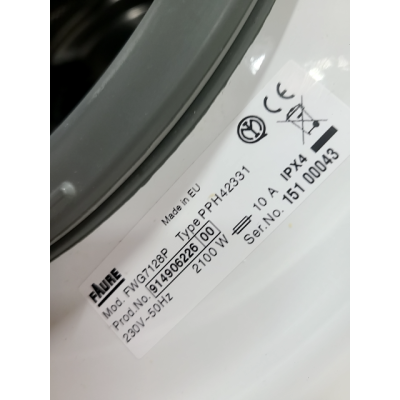 FAURE
Made in EU
Mod. FWG7128P Type PPH42331
Prod.No. 914906226 00
230V~50Hz 2100 W 10 A IPX4
Ser.No. 151 00043